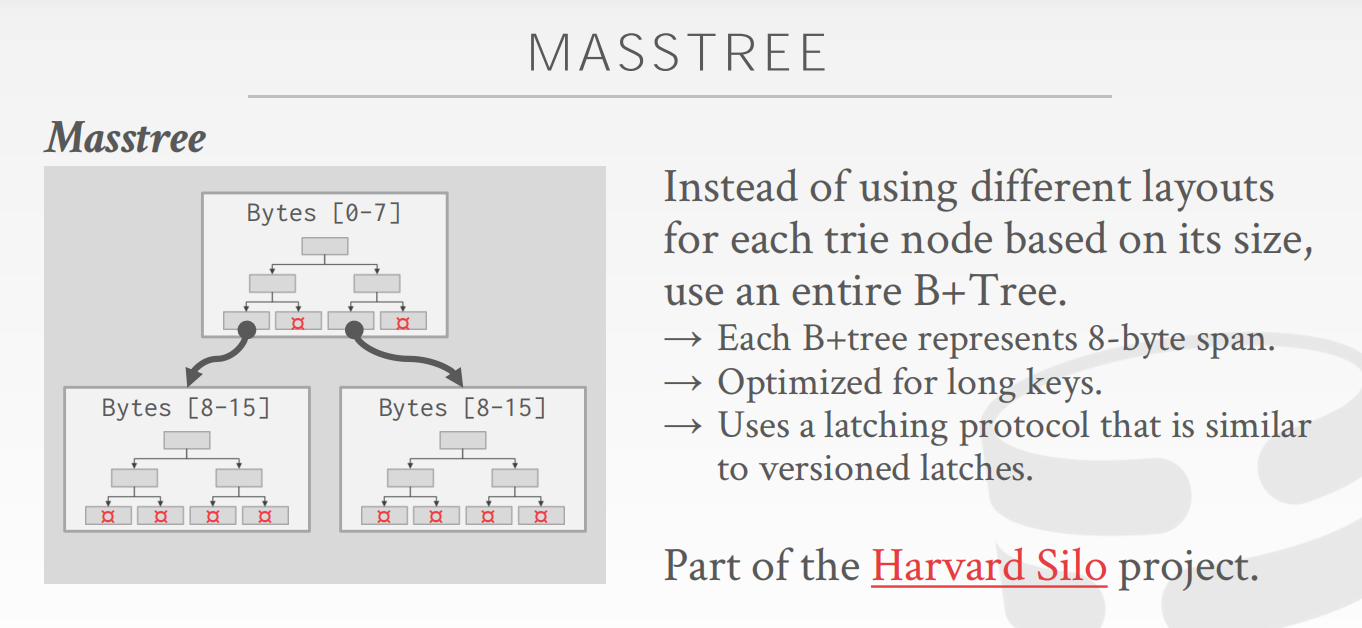 MASSTREE
Masstree
Bytes [0-7]
Bytes [8-15]
Bytes [8-15]
Instead of using different layouts
for each trie node based on its size,
use an entire B+Tree.
→ Each B+tree represents 8-byte span.
→ Optimized for long keys.
→ Uses a latching protocol that is similar
to versioned latches.
Part of the Harvard Silo project.